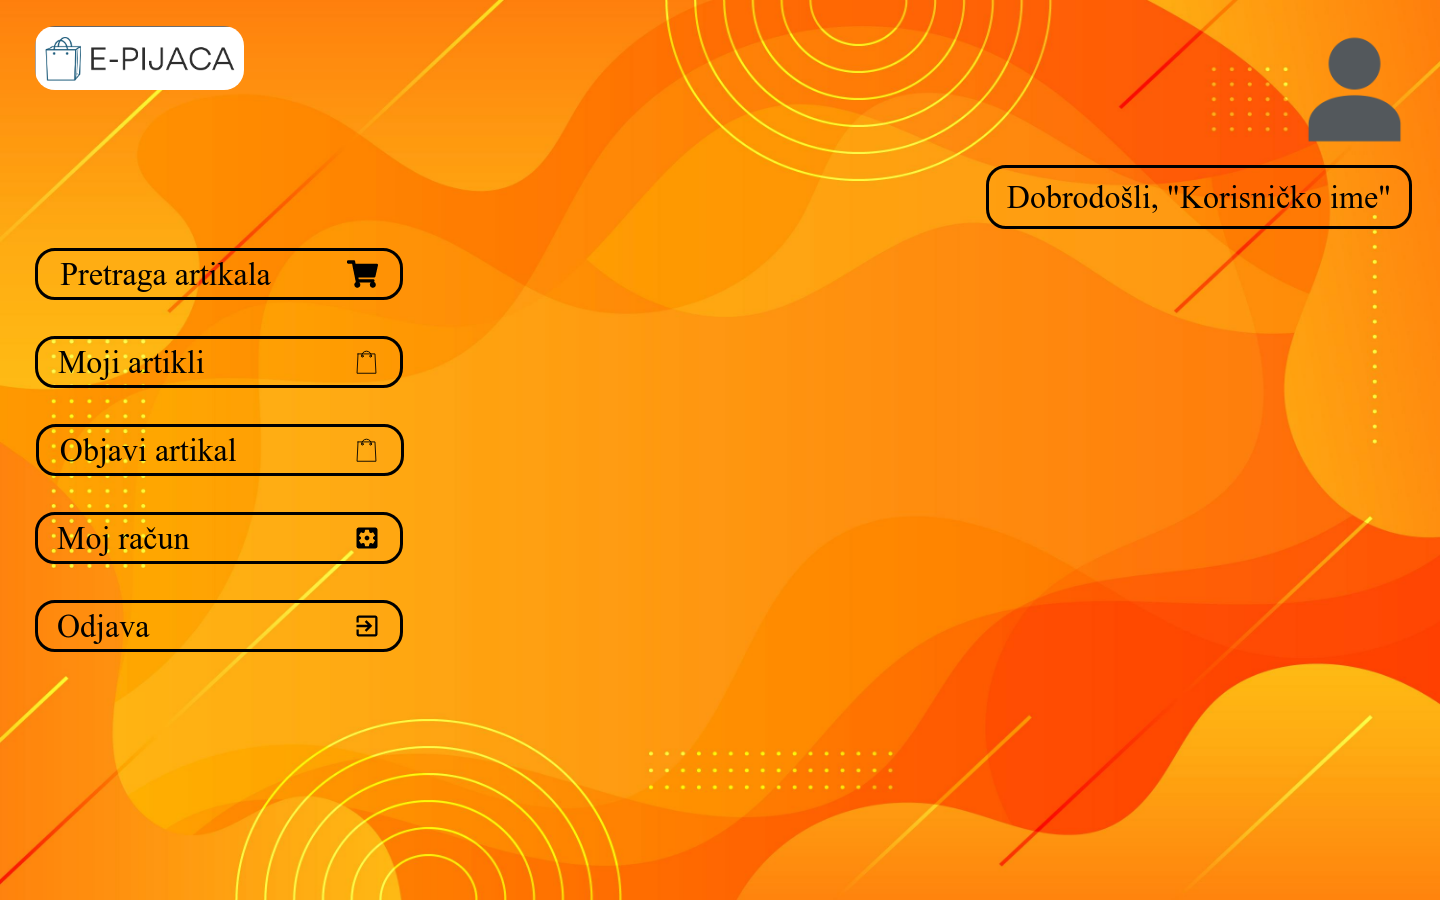 E-PIJACA
Dobrodošli, "Korisničko ime"
Pretraga artikala
Moji artikli
Objavi artikal
Moj račun
Odjava